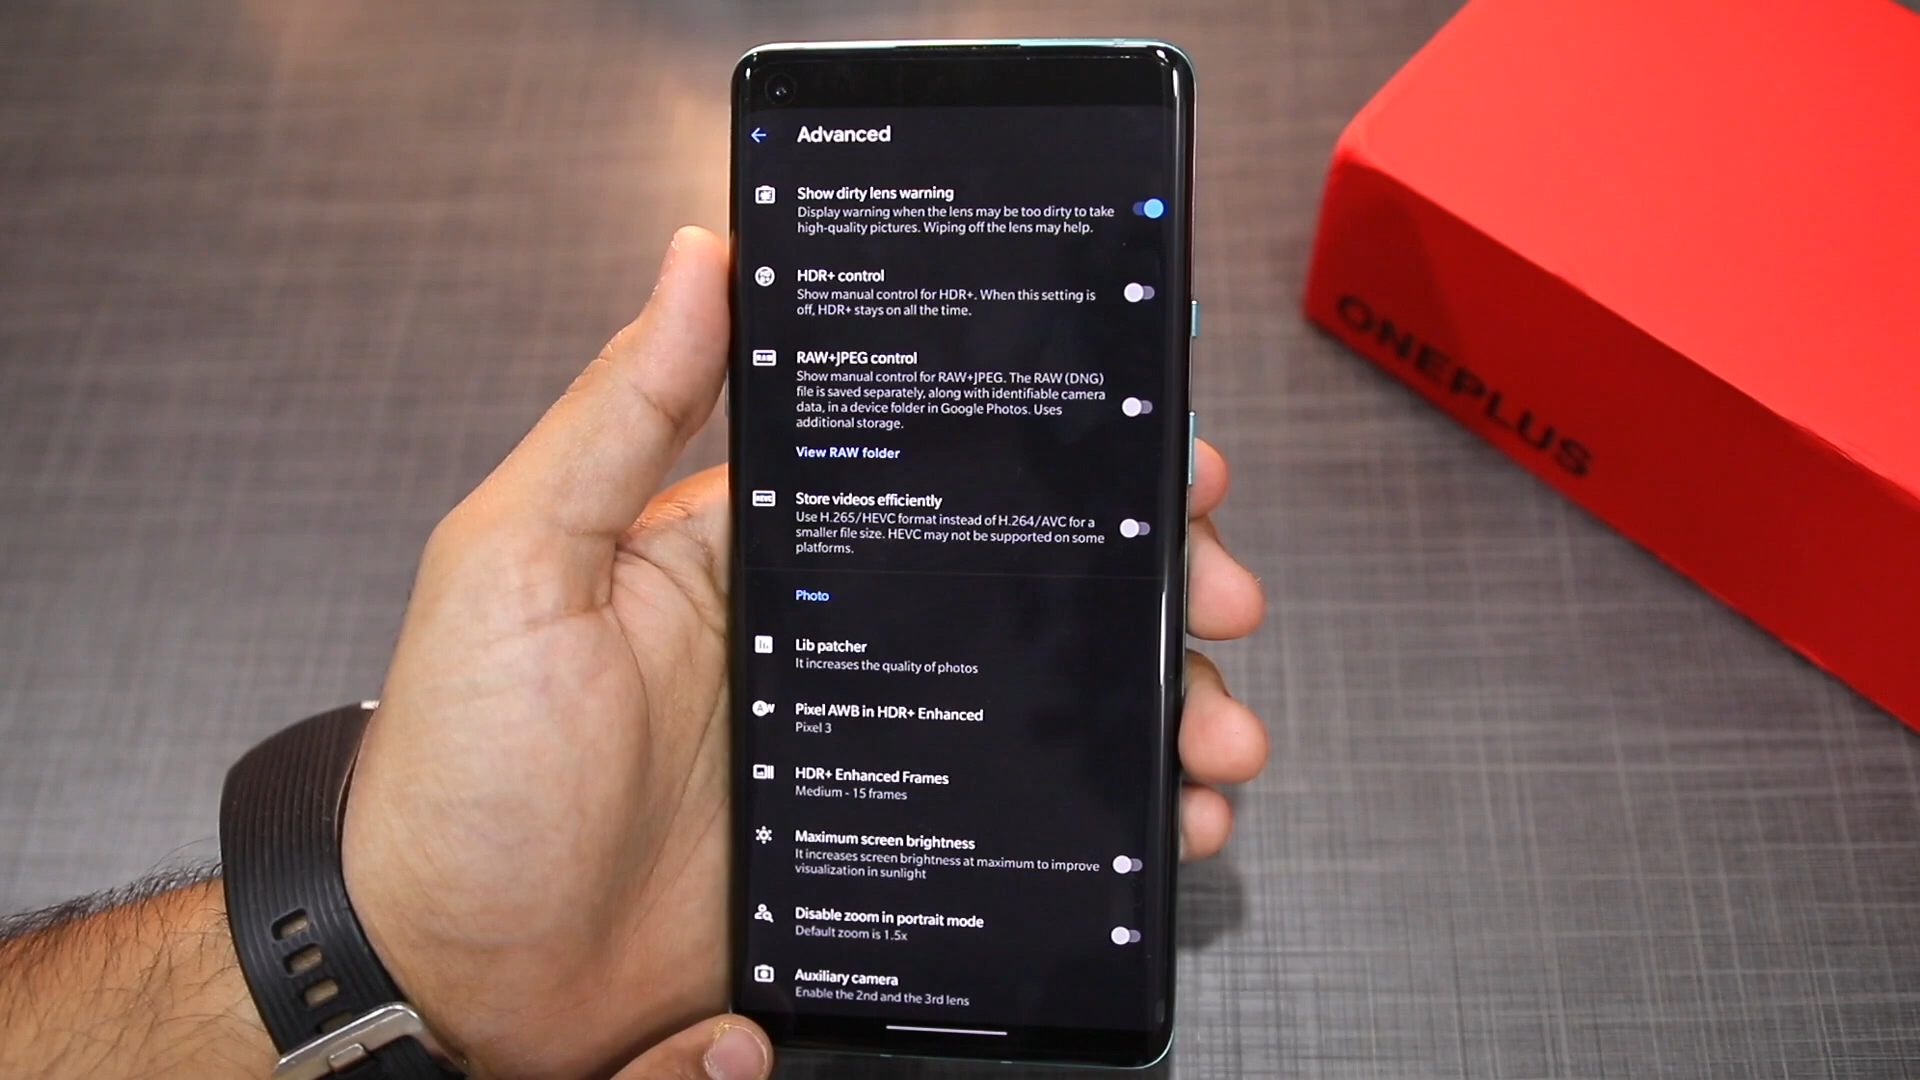 Advanced
Show dirty lens warning
Display warning when the lens may be too dirty to take
high-quality pictures. Wiping off the lens may help.
HDR+ control
Show manual control for HDR+. When this setting is
off, HDR+ stays on all the time.
RAW
RAW+JPEG control
Show manual control for RAW+JPEG. The RAW (DNG)
file is saved separately, along with identifiable camera
data, in a device folder in Google Photos. Uses
additional storage.
View RAW folder
HEVC
Store videos efficiently
Use H.265/HEVC format instead of H.264/AVC for a
smaller file size. HEVC may not be supported on some
platforms.
Photo
Lib patcher
It increases the quality of photos
AW
Pixel AWB in HDR+ Enhanced
Pixel 3
HDR+ Enhanced Frames
Medium - 15 frames
Maximum screen brightness
It increases screen brightness at maximum to improve
visualization in sunlight
Disable zoom in portrait mode
Default zoom is 1.5x
Auxiliary camera
Enable the 2nd and the 3rd lens
ONEPLUS